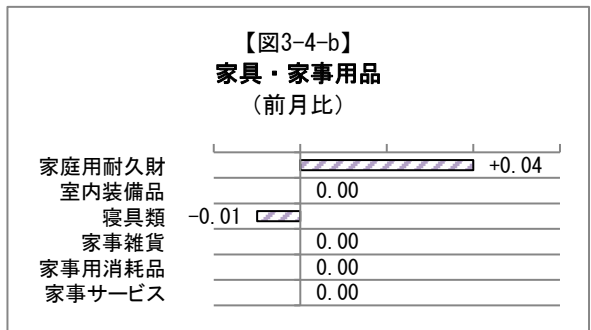 【図3-4-b】
家具・家事用品
（前月比）
家庭用耐久財 +0.04
室内装備品 0.00
寝具類 -0.01
家事雑貨 0.00
家事用消耗品 0.00
家事サービス 0.00